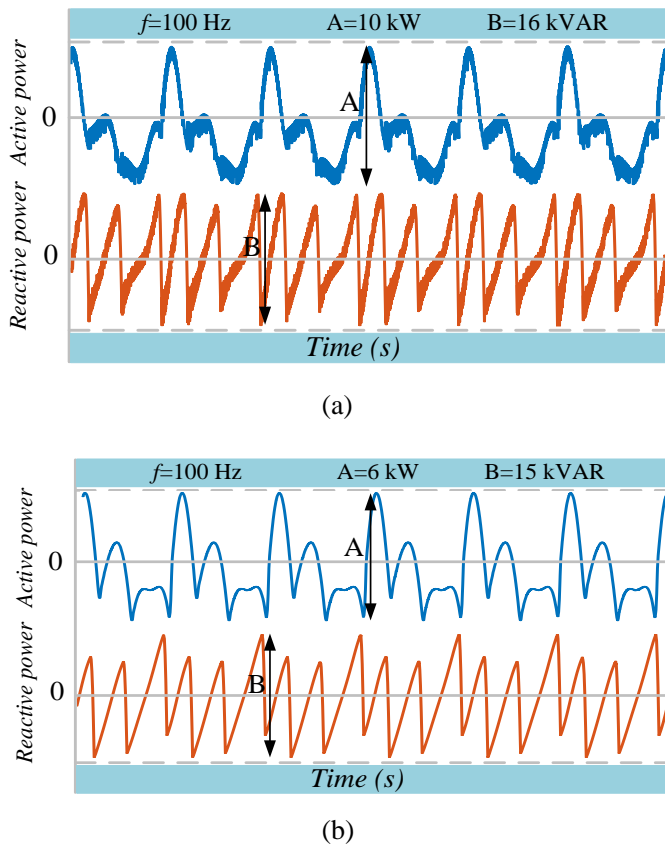 f=100 Hz A=10 kW B=16 kVAR
Active power
0
A
Reactive power
0
B
Time (s)
(a)
f=100 Hz A=6 kW B=15 kVAR
Active power
0
A
Reactive power
0
B
Time (s)
(b)